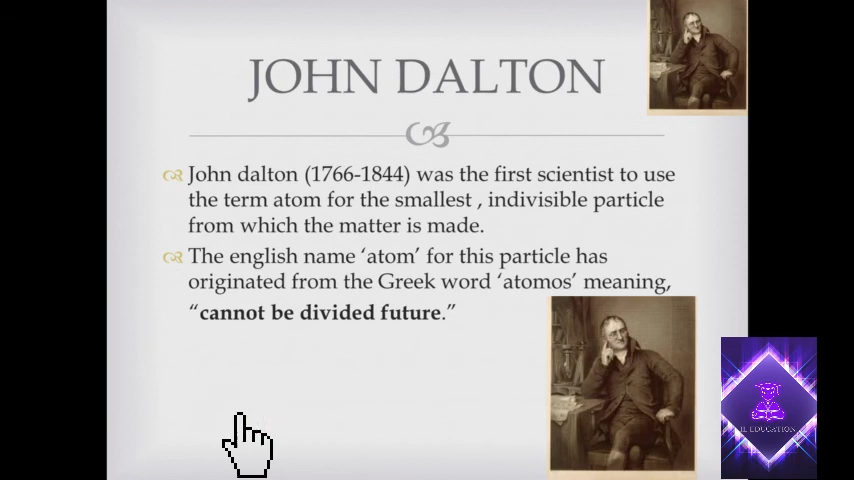 JOHN DALTON
John dalton (1766-1844) was the first scientist to use
the term atom for the smallest , indivisible particle
from which the matter is made.
The english name ‘atom’ for this particle has
originated from the Greek word ‘atomos’ meaning,
“cannot be divided future.”
IL EDUCATION